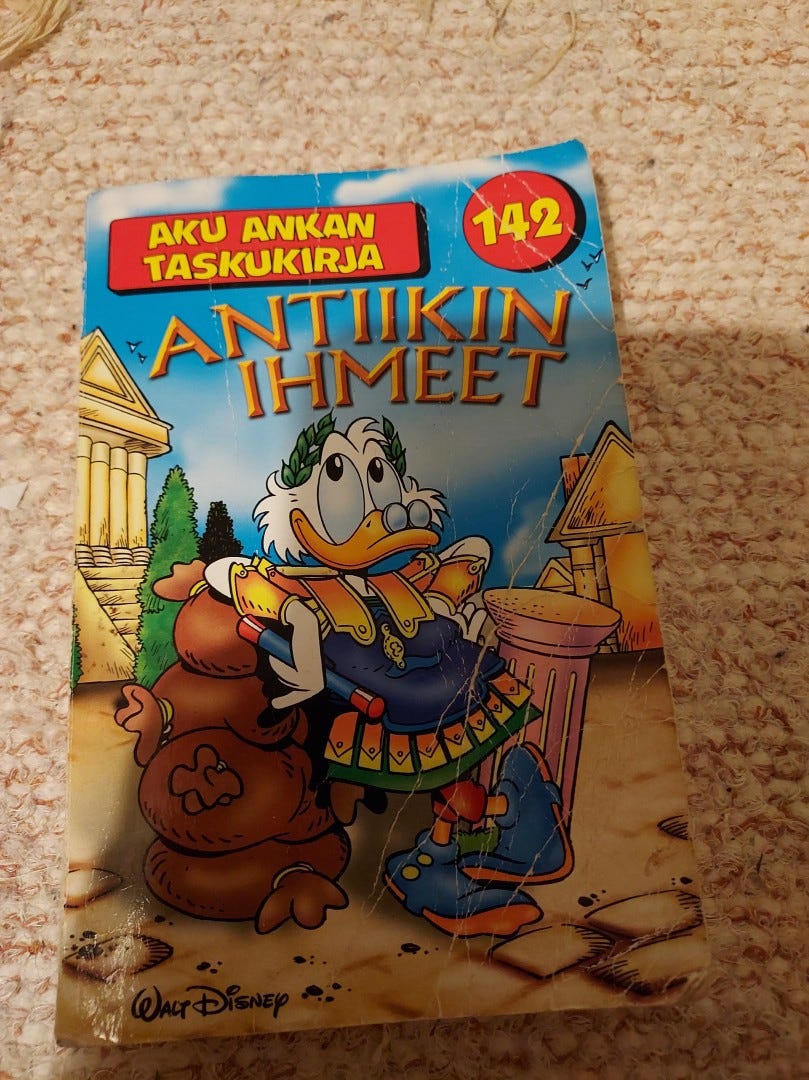 AKU ANKAN
TASKUKIRJA
142
ANTIIKIN
IHMEET
WALT DISNEY